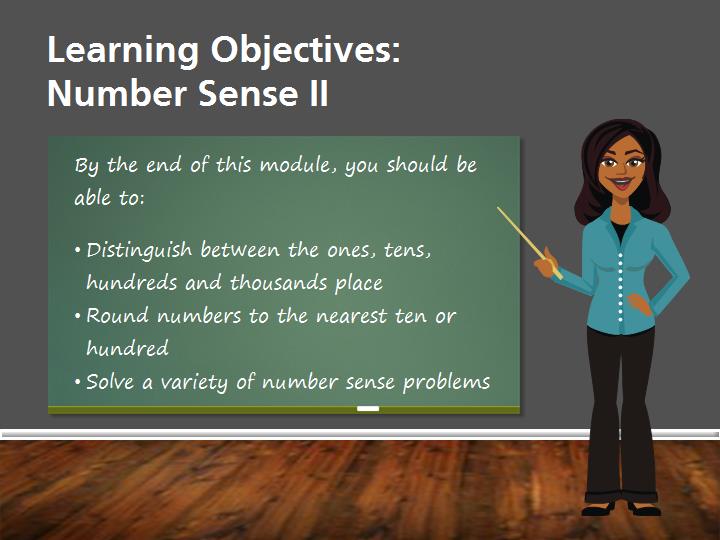 Learning Objectives:
Number Sense II
By the end of this module, you should be
able to:
• Distinguish between the ones, tens,
hundreds and thousands place
• Round numbers to the nearest ten or
hundred
• Solve a variety of number sense problems